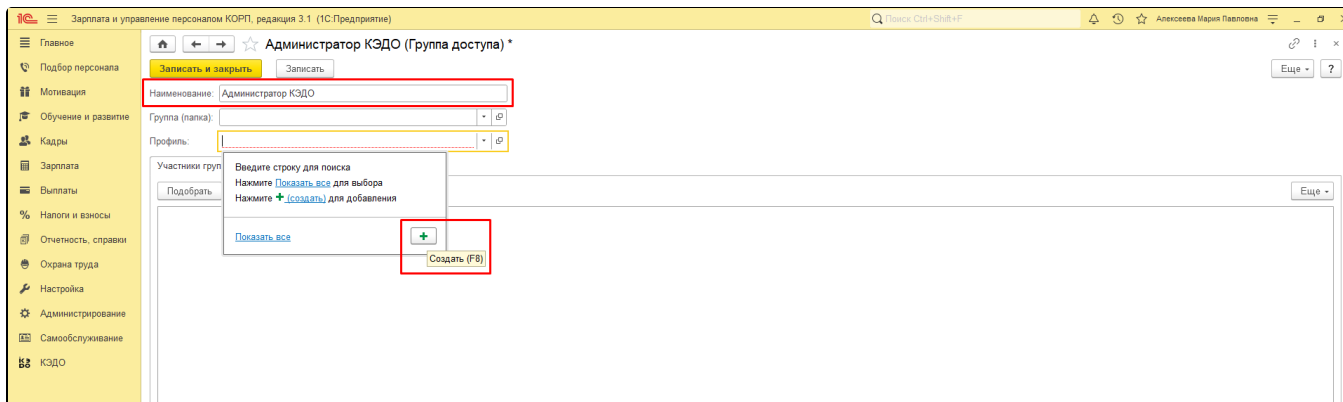 1С Зарплата и управление персоналом КОРП, редакция 3.1 (1С:Предприятие) Поиск Ctrl+Shift+F Алексеева Мария Павловна
Главное
Подбор персонала
Мотивация
Обучение и развитие
Кадры
Зарплата
Выплаты
% Налоги и взносы
Отчетность, справки
Охрана труда
Настройка
Администрирование
Самообслуживание
КЭДО КЭДО
Администратор КЭДО (Группа доступа) *
Записать и закрыть Записать Еще ?
Наименование: Администратор КЭДО
Группа (папка):
Профиль:
Участники груп
Подобрать Еще
Введите строку для поиска
Нажмите Показать все для выбора
Нажмите + (создать) для добавления
Показать все +
Создать (F8)